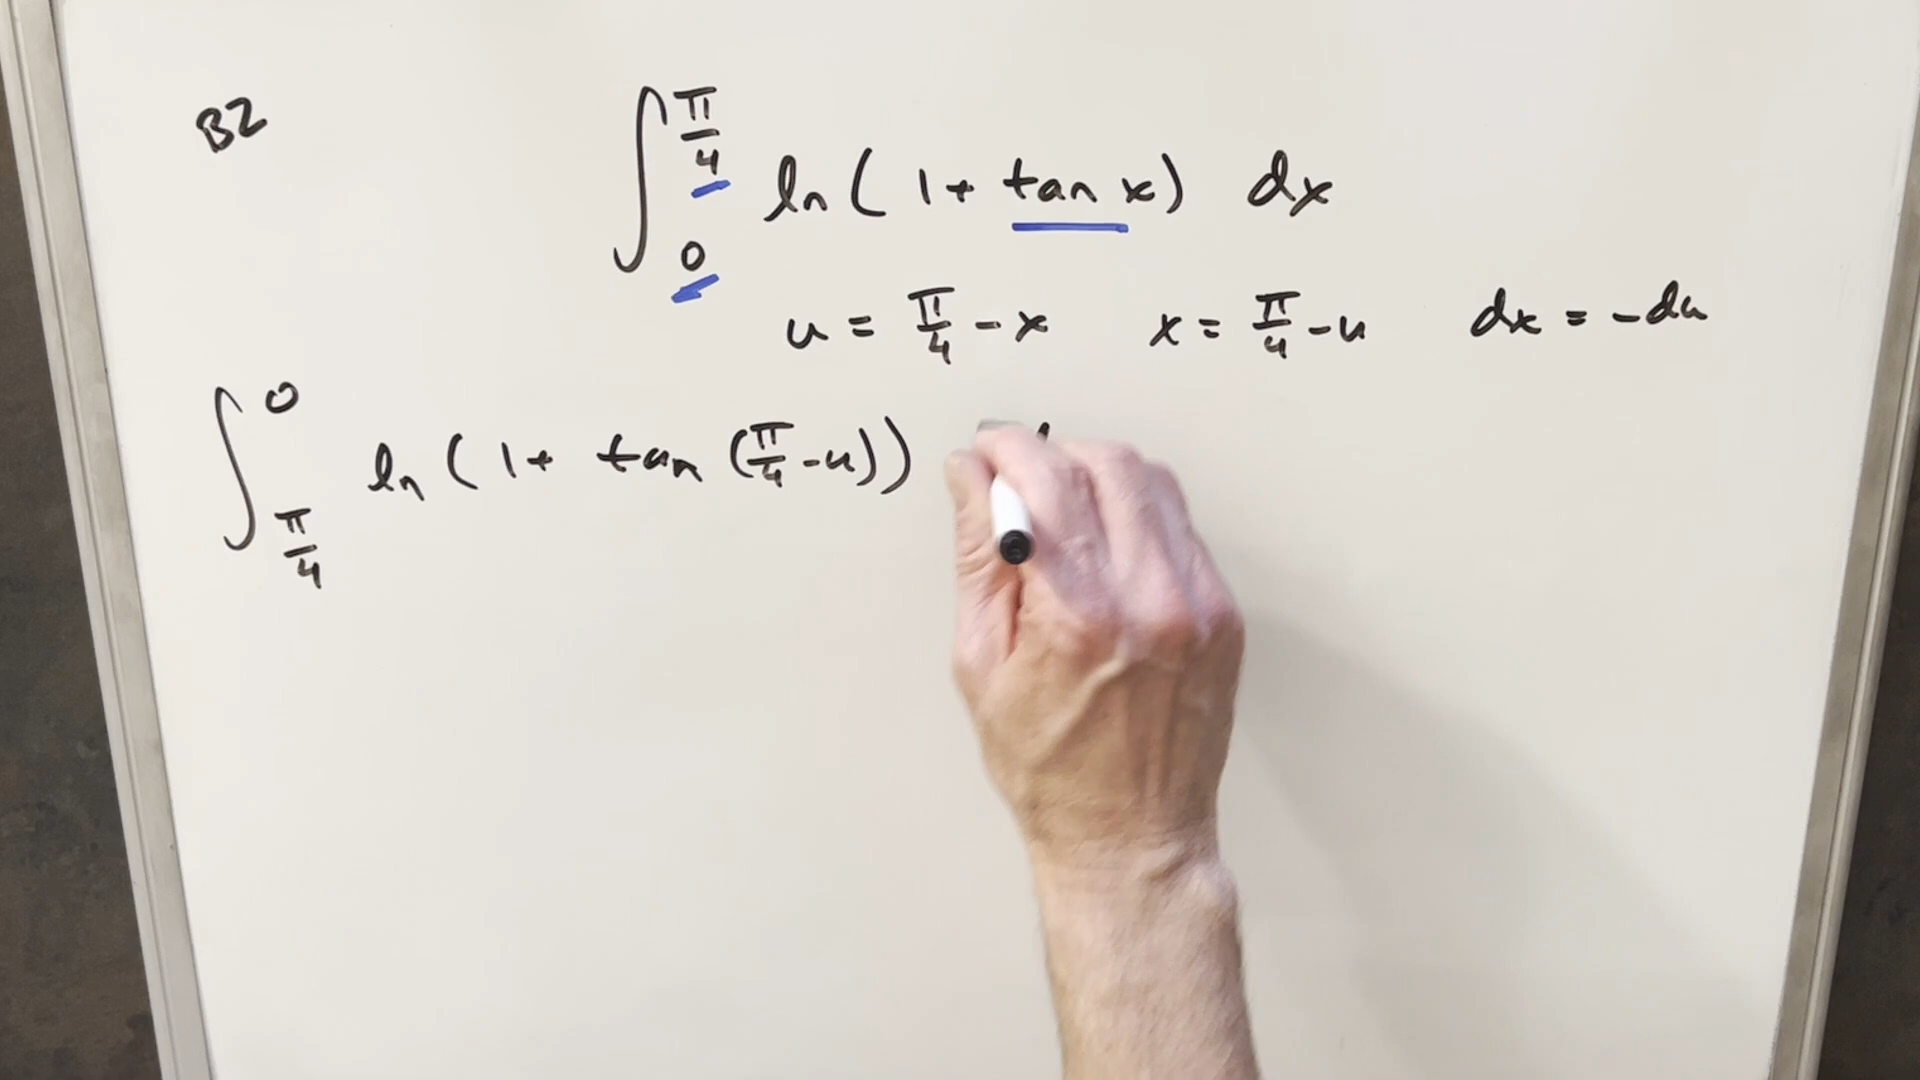 B2
∫_0^{π/4} ln(1+ tan x) dx
u = π/4 - x x = π/4 - u dx = -du
∫_{π/4}^0 ln(1+ tan(π/4 - u))